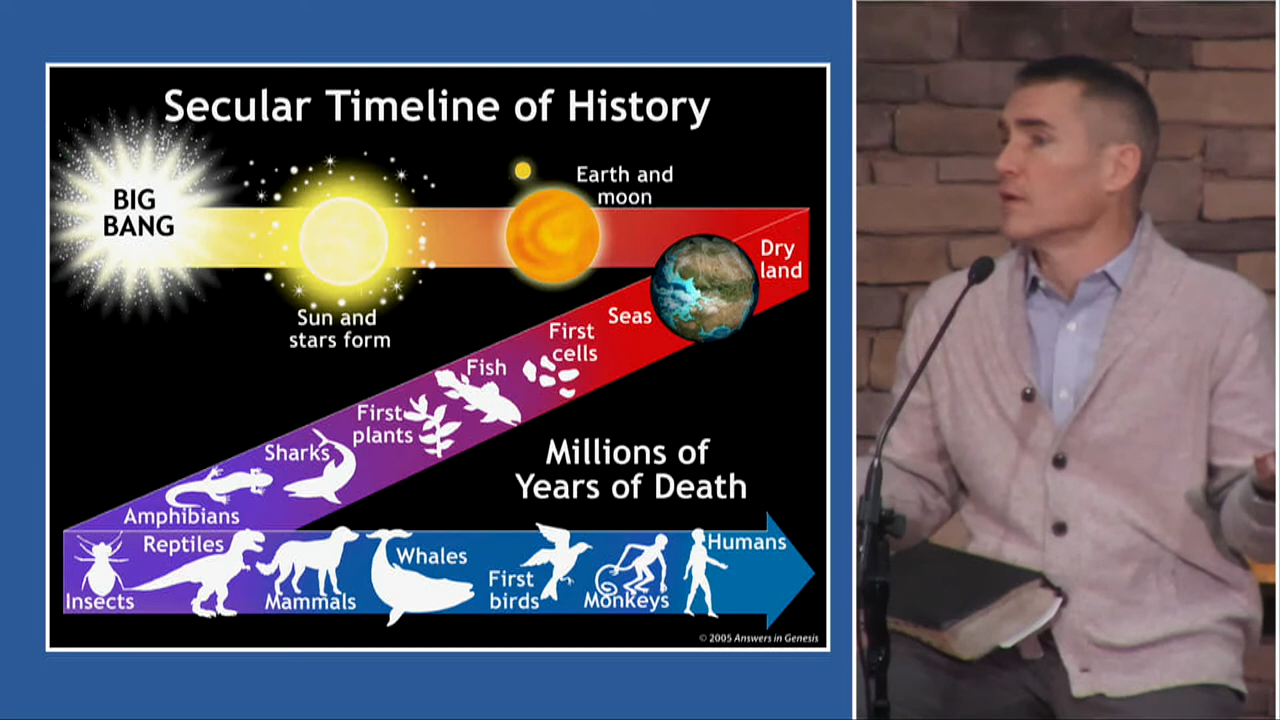 Secular Timeline of History
BIG
BANG
Earth and
moon
Dry
land
Sun and
stars form
Seas
First
cells
Fish
First
plants
Sharks
Millions of
Years of Death
Amphibians
Reptiles
Whales
Humans
First
birds
Insects
Mammals
Monkeys
© 2005 Answers in Genesis